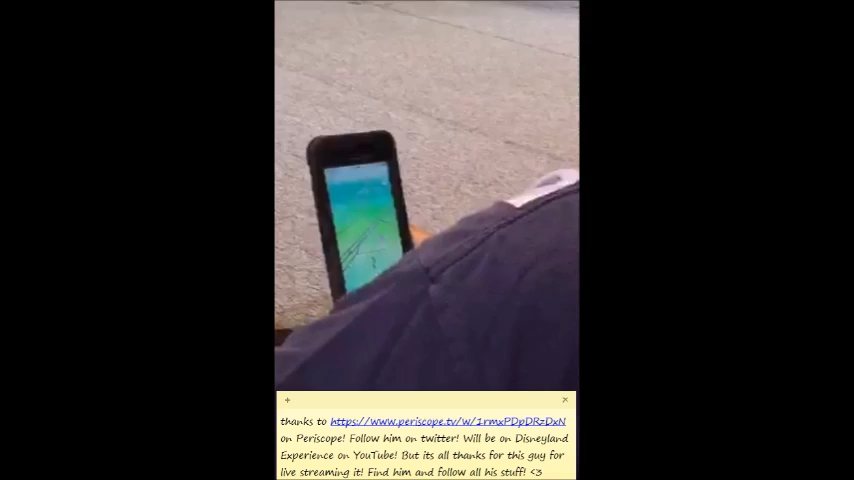 thanks to https://www.periscope.tv/w/1rmxPDpDRzDxN
on Periscope! Follow him on twitter! Will be on Disneyland
Experience on YouTube! But its all thanks for this guy for
live streaming it! Find him and follow all his stuff! <3